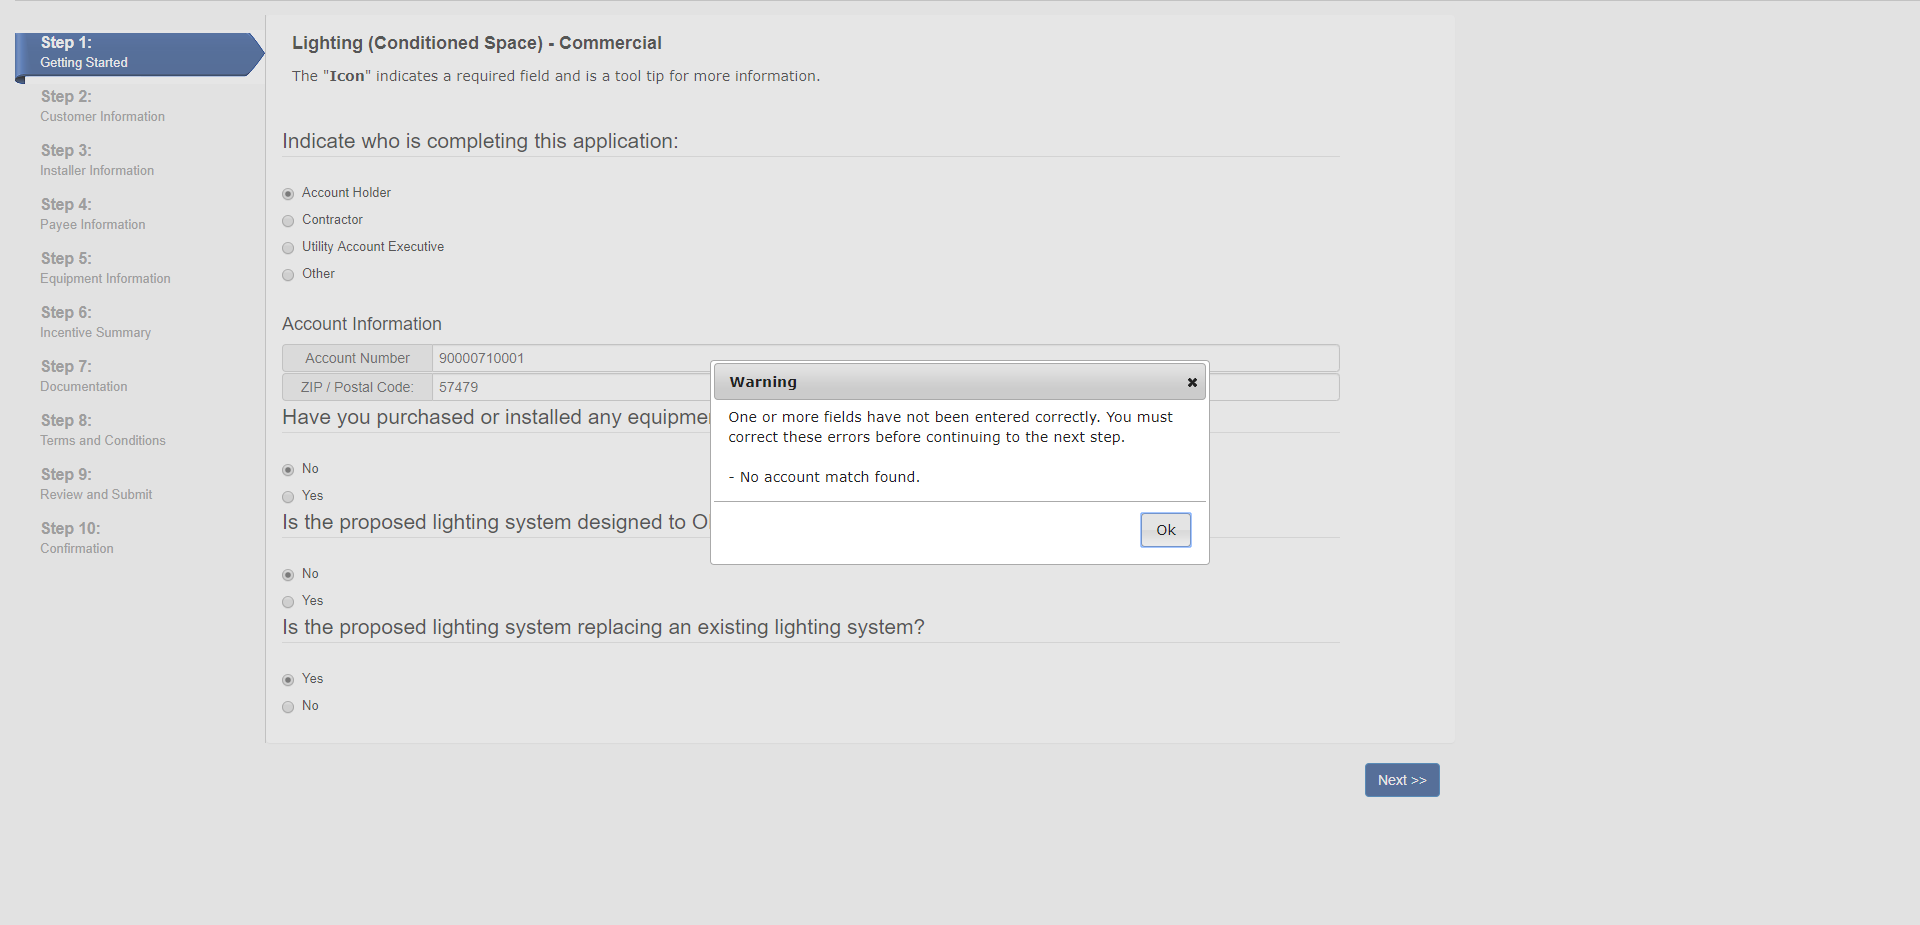 Step 1:
Getting Started
Step 2:
Customer Information
Step 3:
Installer Information
Step 4:
Payee Information
Step 5:
Equipment Information
Step 6:
Incentive Summary
Step 7:
Documentation
Step 8:
Terms and Conditions
Step 9:
Review and Submit
Step 10:
Confirmation
Lighting (Conditioned Space) - Commercial
The "Icon" indicates a required field and is a tool tip for more information.
Indicate who is completing this application:
Account Holder
Contractor
Utility Account Executive
Other
Account Information
Account Number 90000710001
ZIP / Postal Code: 57479
Have you purchased or installed any
No
Yes
Is the proposed lighting system designed to
No
Yes
Is the proposed lighting system replacing an existing lighting system?
Yes
No
Warning
One or more fields have not been entered correctly. You must
correct these errors before continuing to the next step.
- No account match found.
Ok
Next >>